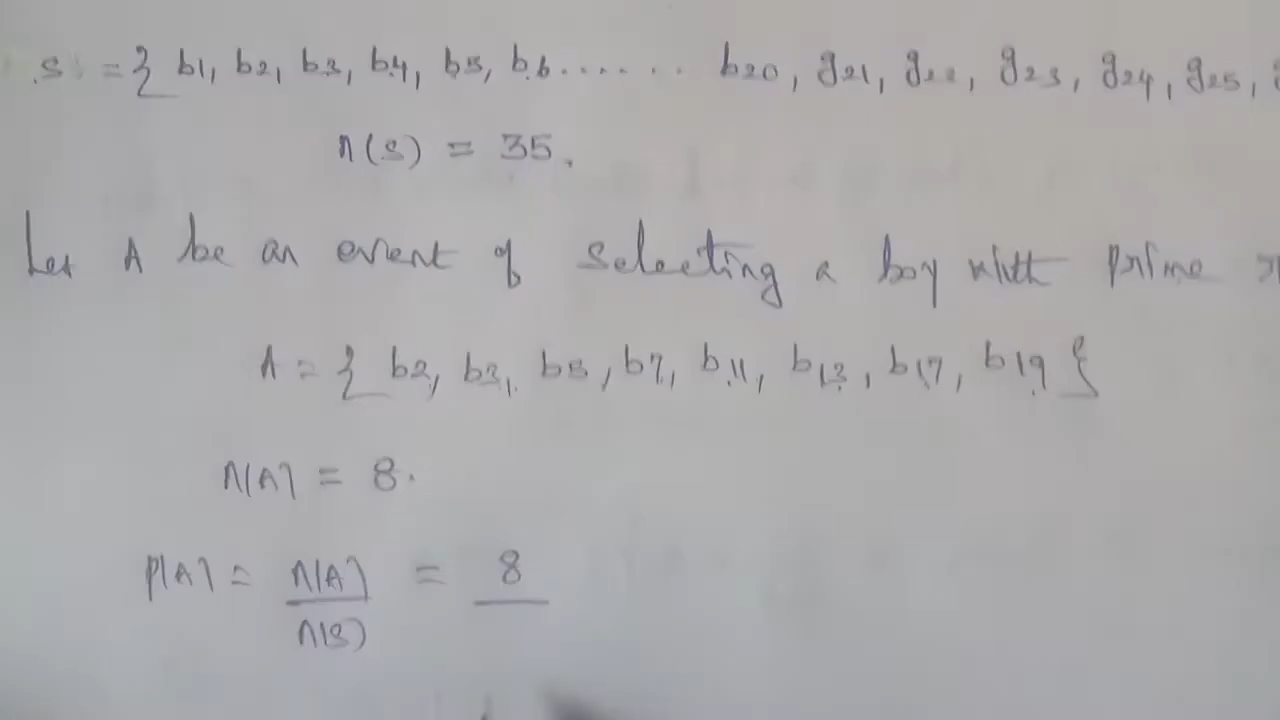 S = { b1, b2, b3, b4, b5, b6 ...... b20, g21, g22, g23, g24, g25,
n(S) = 35.
Let A be an event of selecting a boy with prime
A = { b2, b3, b5, b7, b11, b13, b17, b19 }
n(A) = 8.
P(A) = n(A)/n(S) = 8